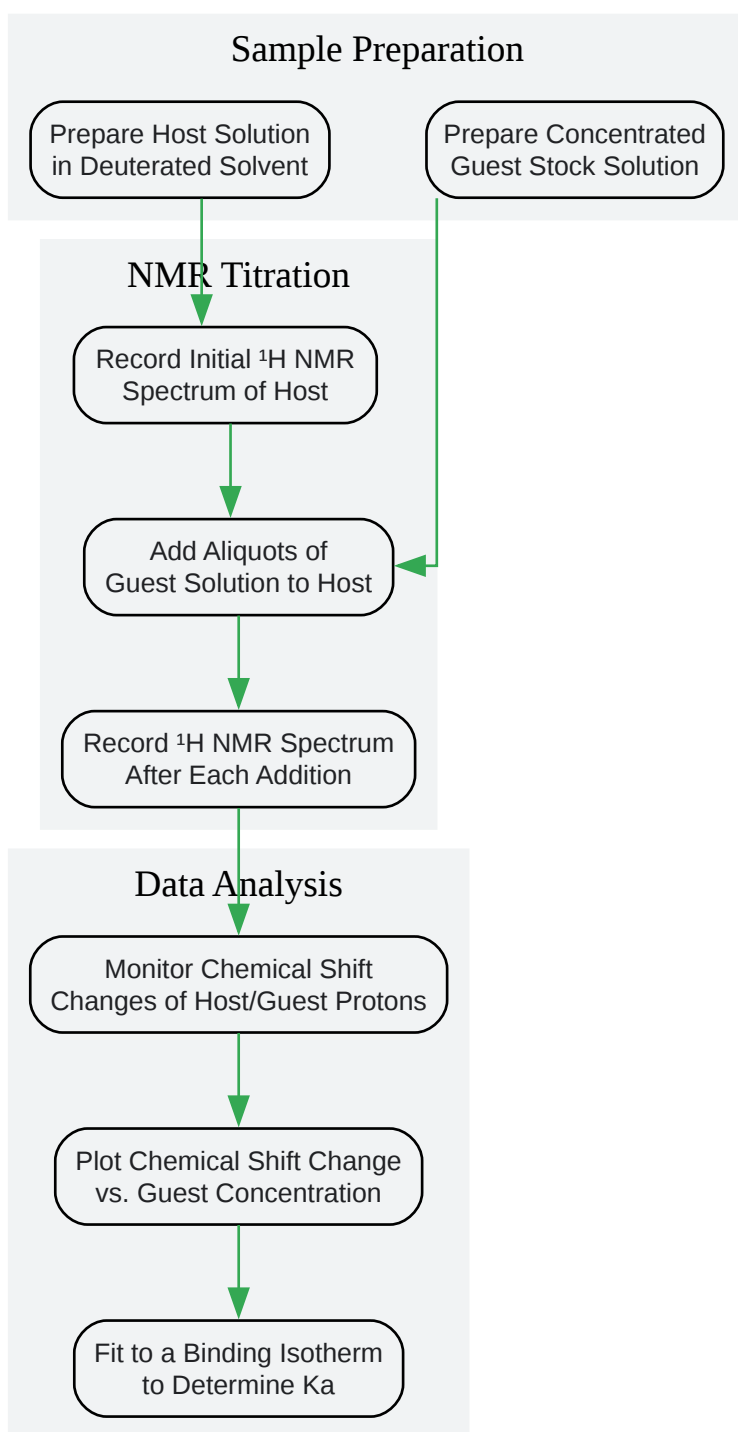 Sample Preparation
Prepare Host Solution
in Deuterated Solvent
Prepare Concentrated
Guest Stock Solution
NMR Titration
Record Initial ¹H NMR
Spectrum of Host
Add Aliquots of
Guest Solution to Host
Record ¹H NMR Spectrum
After Each Addition
Data Analysis
Monitor Chemical Shift
Changes of Host/Guest Protons
Plot Chemical Shift Change
vs. Guest Concentration
Fit to a Binding Isotherm
to Determine Ka